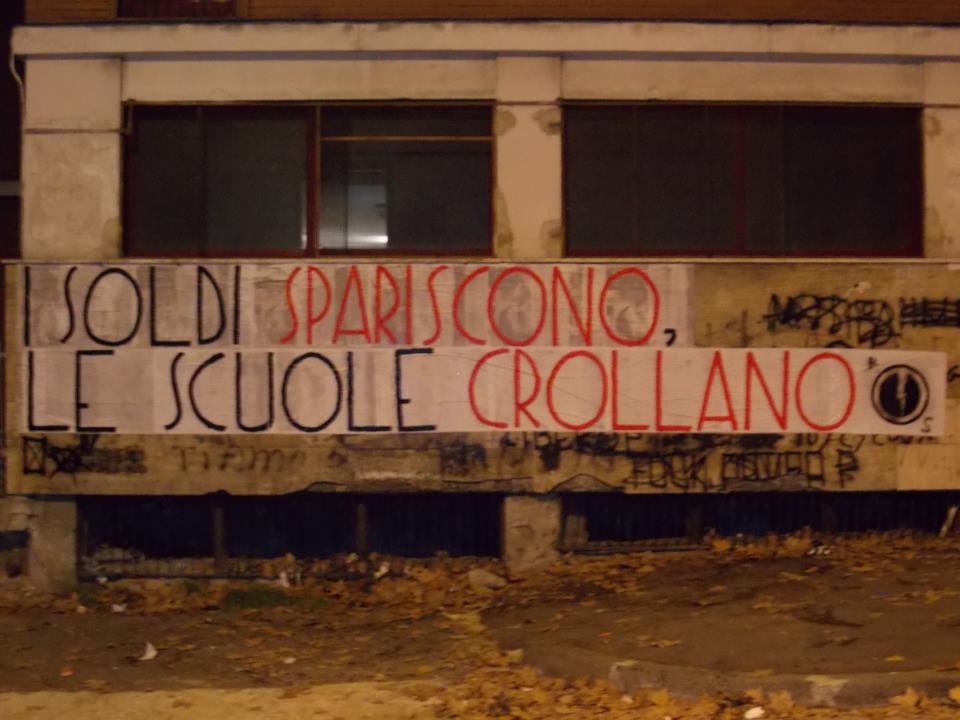 I SOLDI SPARISCONO,
LE SCUOLE CROLLANO
B.
S